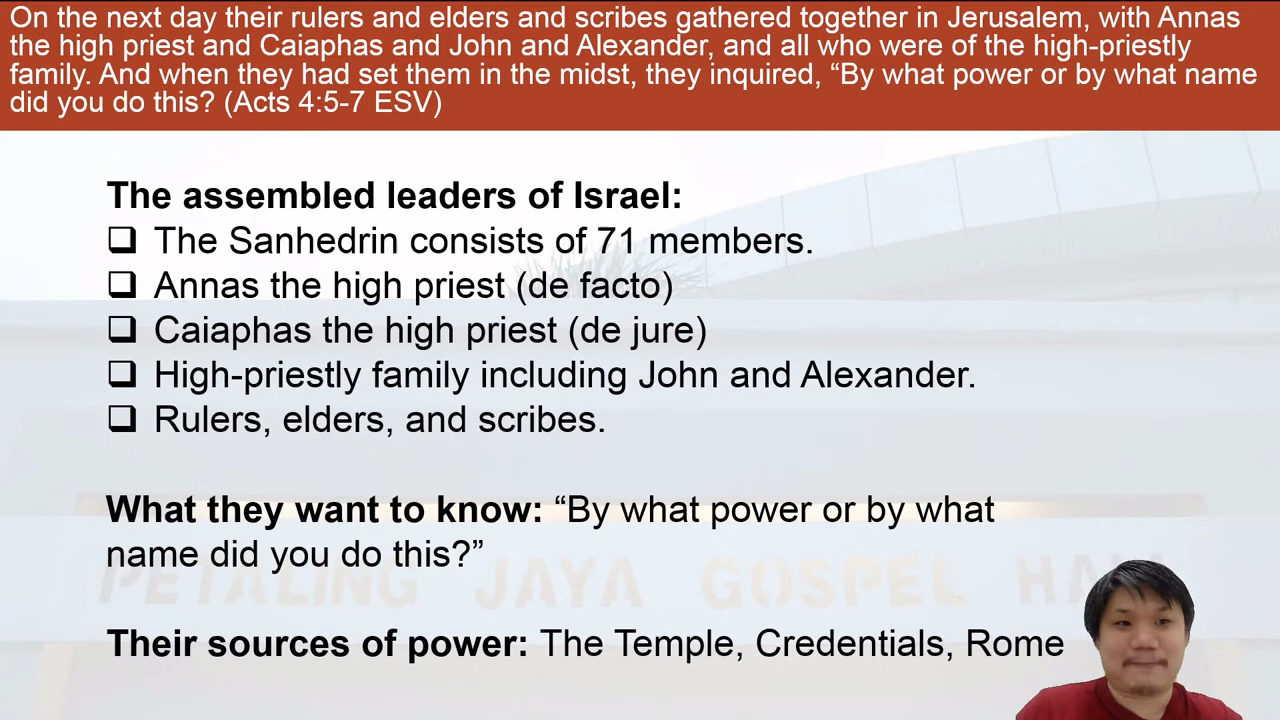 On the next day their rulers and elders and scribes gathered together in Jerusalem, with Annas
the high priest and Caiaphas and John and Alexander, and all who were of the high-priestly
family. And when they had set them in the midst, they inquired, “By what power or by what name
did you do this? (Acts 4:5-7 ESV)
The assembled leaders of Israel:
❑ The Sanhedrin consists of 71 members.
❑ Annas the high priest (de facto)
❑ Caiaphas the high priest (de jure)
❑ High-priestly family including John and Alexander.
❑ Rulers, elders, and scribes.
What they want to know: “By what power or by what
name did you do this?”
PETALING JAYA GOSPEL
Their sources of power: The Temple, Credentials, Rome